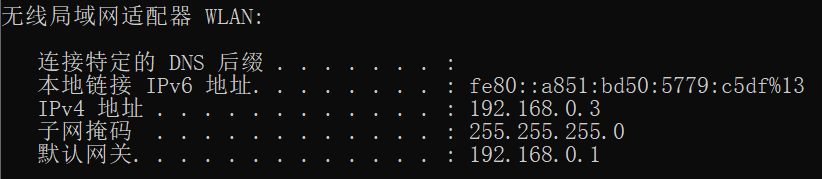 无线局域网适配器 WLAN:
连接特定的 DNS 后缀 . . . . . . . :
本地链接 IPv6 地址. . . . . . . . : fe80::a851:bd50:5779:c5df%13
IPv4 地址 . . . . . . . . . . . . : 192.168.0.3
子网掩码  . . . . . . . . . . . . : 255.255.255.0
默认网关. . . . . . . . . . . . . : 192.168.0.1